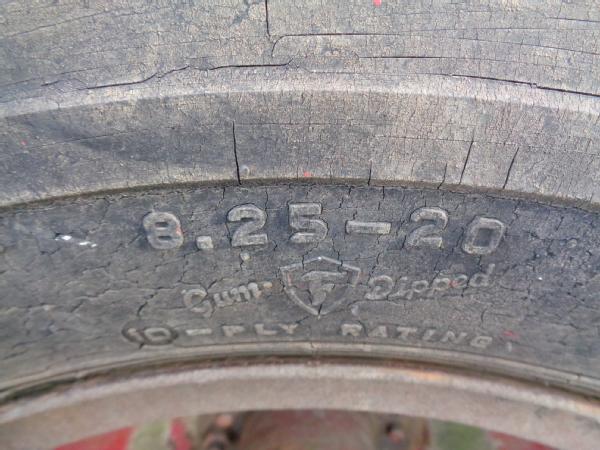 8.25-20
Gum-Dipped
10-PLY RATING